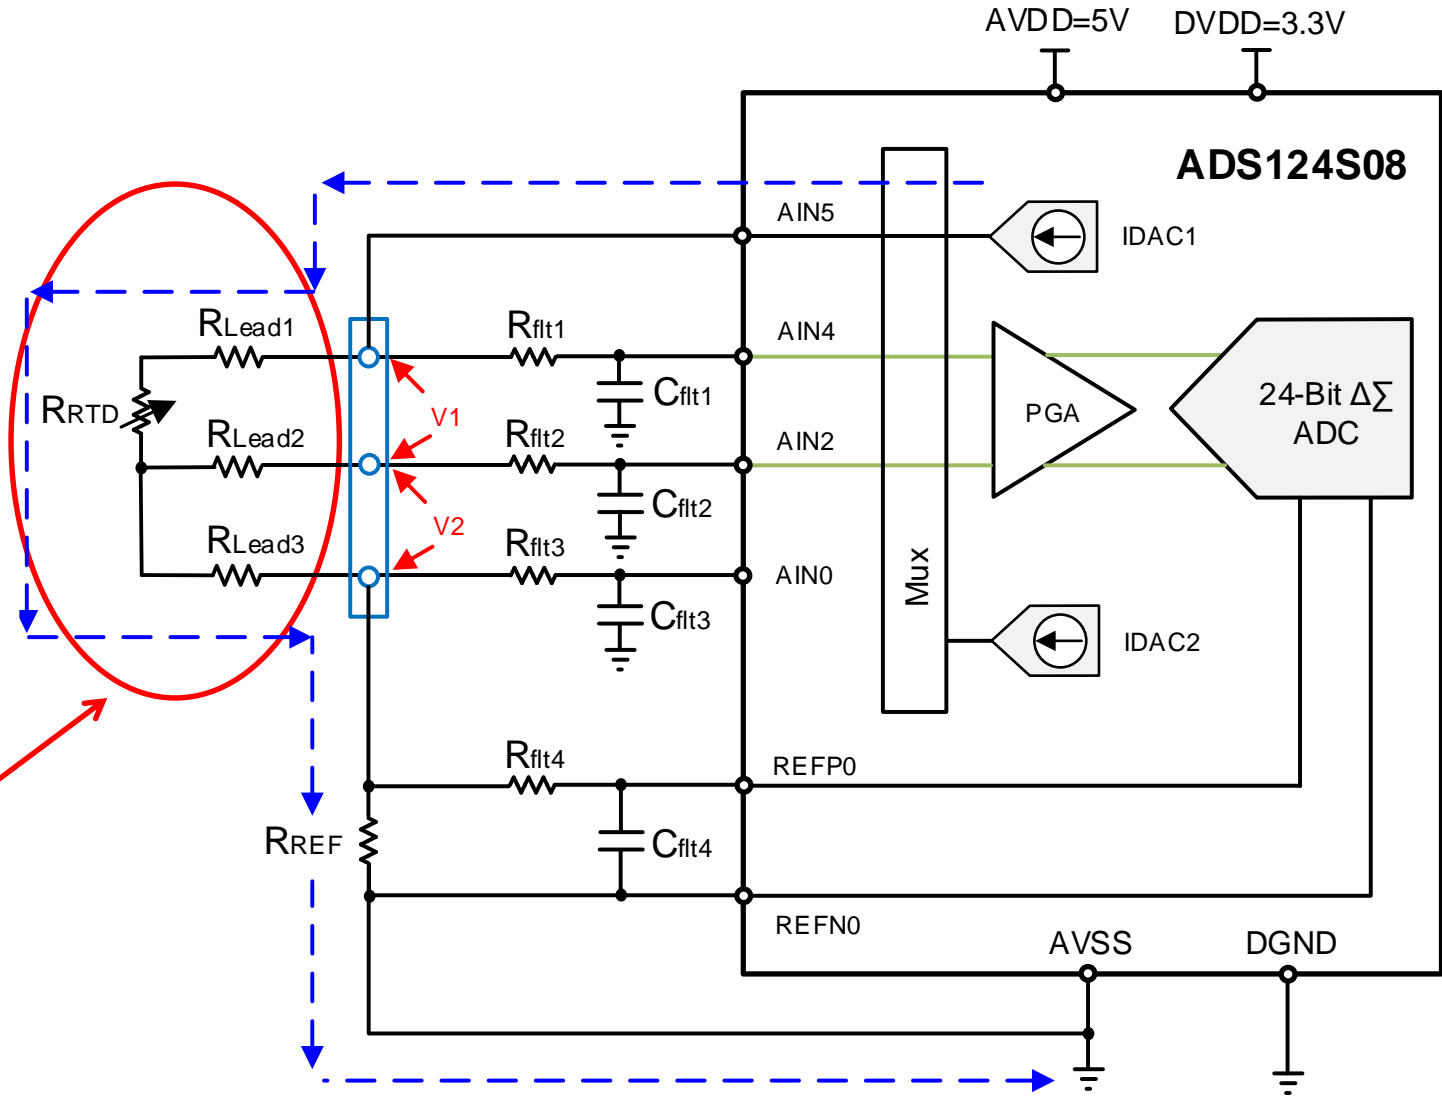 AVDD=5V DVDD=3.3V
ADS124S08
AIN5
IDAC1
RLead1 Rflt1 AIN4
Cflt1
RRTD V1 PGA 24-Bit ΔΣ
ADC
RLead2 Rflt2 AIN2
Cflt2
V2
RLead3 Rflt3 AIN0
Mux
Cflt3
IDAC2
Rflt4 REFP0
RREF Cflt4
REFN0
AVSS DGND